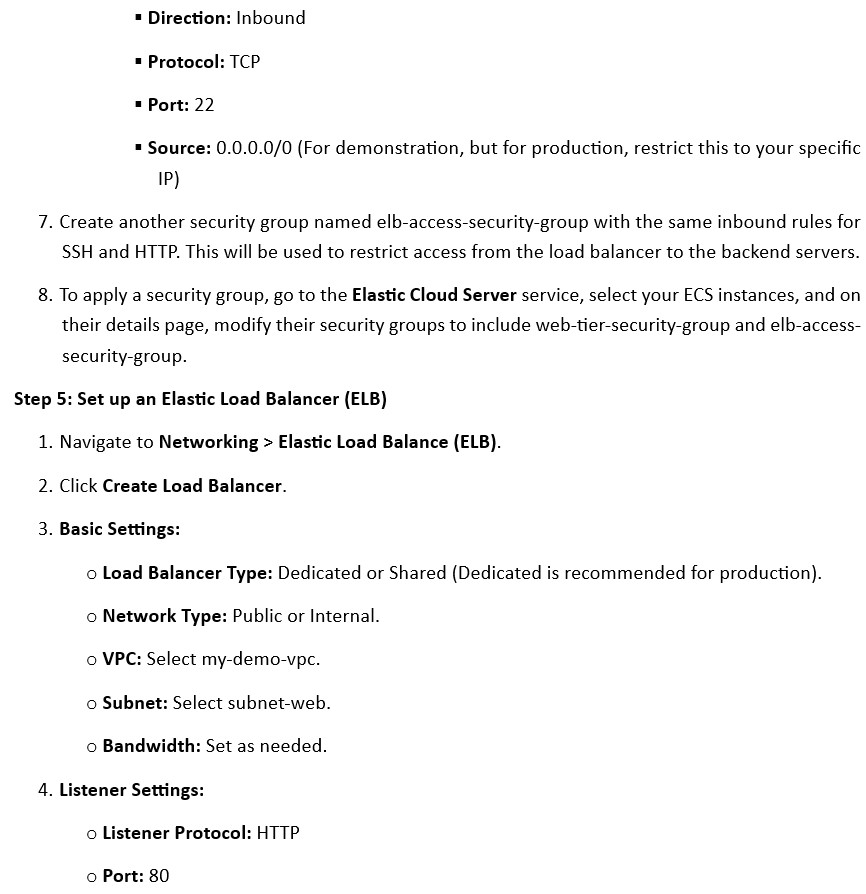 ▪ Direction: Inbound
▪ Protocol: TCP
▪ Port: 22
▪ Source: 0.0.0.0/0 (For demonstration, but for production, restrict this to your specific
IP)
7. Create another security group named elb-access-security-group with the same inbound rules for
SSH and HTTP. This will be used to restrict access from the load balancer to the backend servers.
8. To apply a security group, go to the Elastic Cloud Server service, select your ECS instances, and on
their details page, modify their security groups to include web-tier-security-group and elb-access-
security-group.
Step 5: Set up an Elastic Load Balancer (ELB)
1. Navigate to Networking > Elastic Load Balance (ELB).
2. Click Create Load Balancer.
3. Basic Settings:
○ Load Balancer Type: Dedicated or Shared (Dedicated is recommended for production).
○ Network Type: Public or Internal.
○ VPC: Select my-demo-vpc.
○ Subnet: Select subnet-web.
○ Bandwidth: Set as needed.
4. Listener Settings:
○ Listener Protocol: HTTP
○ Port: 80